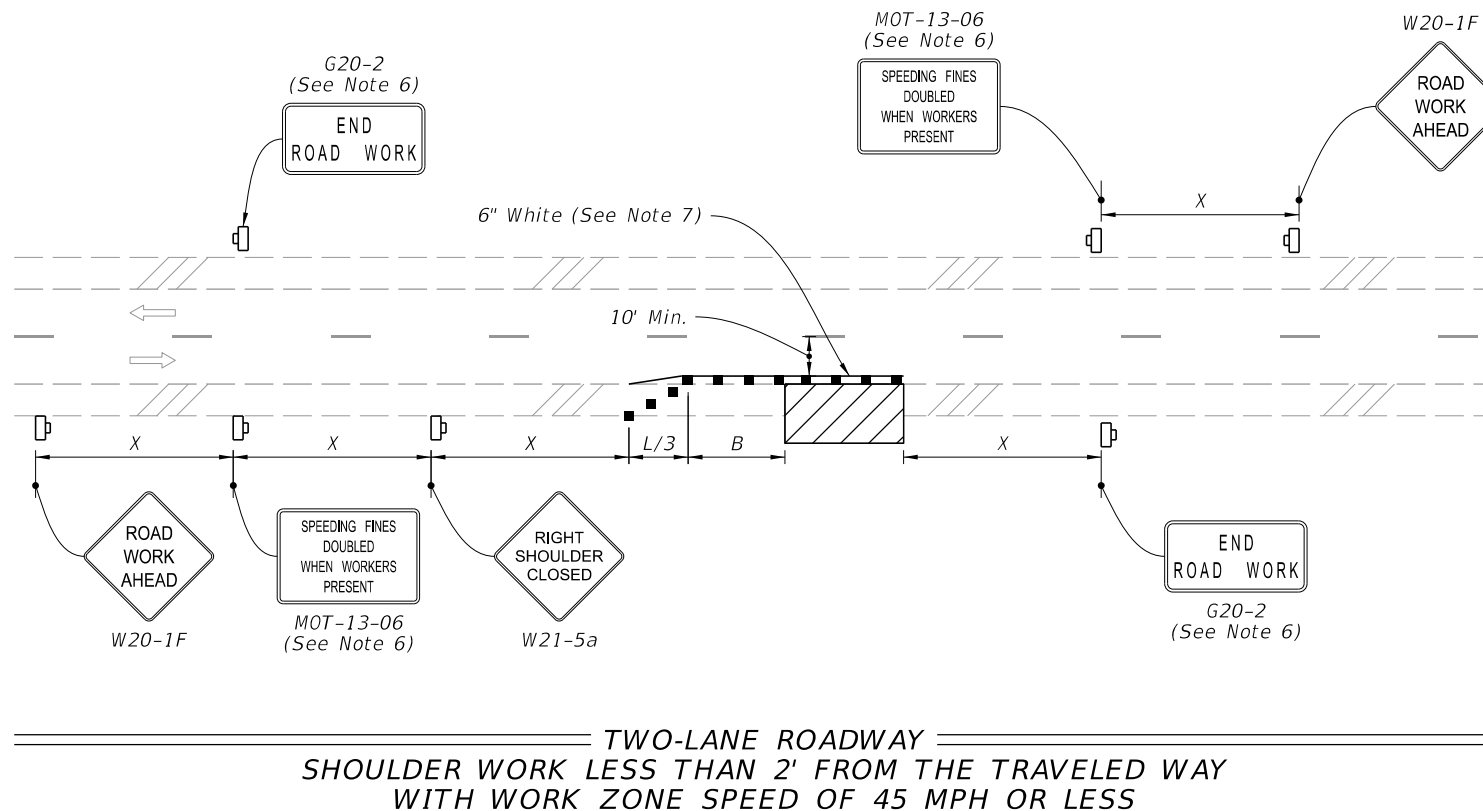 MOT-13-06
(See Note 6)
W20-1F
G20-2
(See Note 6)
SPEEDING FINES
DOUBLED
WHEN WORKERS
PRESENT
ROAD
WORK
AHEAD
END
ROAD WORK
X
6" White (See Note 7)
10' Min.
X
X
X
L/3
B
X
ROAD
WORK
AHEAD
SPEEDING FINES
DOUBLED
WHEN WORKERS
PRESENT
RIGHT
SHOULDER
CLOSED
END
ROAD WORK
W20-1F
MOT-13-06
(See Note 6)
W21-5a
G20-2
(See Note 6)
TWO-LANE ROADWAY
SHOULDER WORK LESS THAN 2' FROM THE TRAVELED WAY
WITH WORK ZONE SPEED OF 45 MPH OR LESS